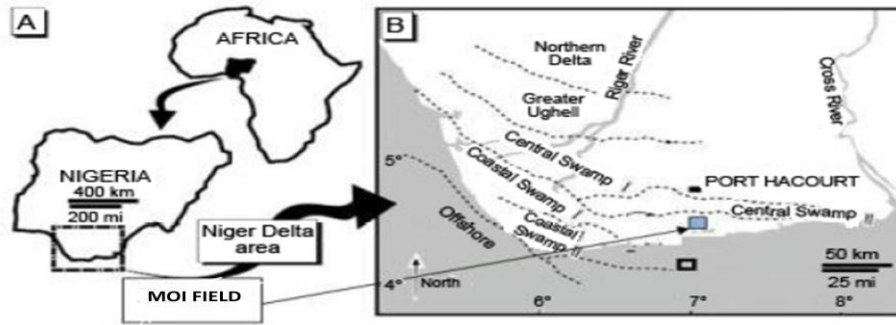 A
AFRICA
NIGERIA
400 km
200 mi
Niger Delta
area
MOI FIELD
B
Northern
Delta
Riger River
Cross River
Greater
Ughell
Central Swamp I
Coastal Swamp I
PORT HACOURT
Central Swamp II
Coastal
Swamp II
Offshore
5°
4°
North
6°
7°
8°
50 km
25 mi